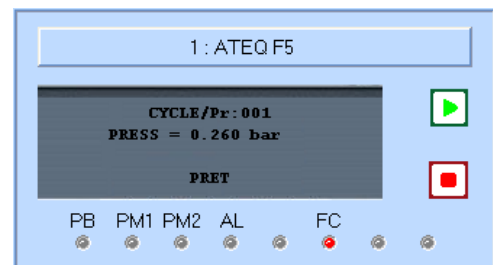 1 : ATEQ F5
CYCLE/Pr:001
PRESS = 0.260 bar
PRET
PB PM1 PM2 AL FC